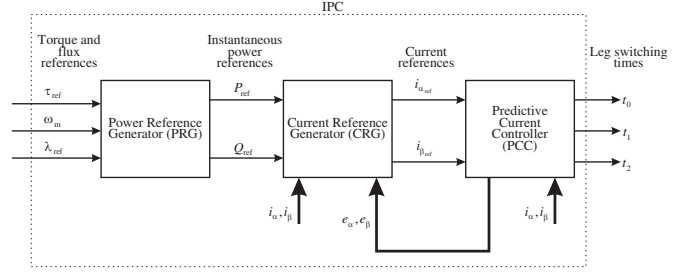 IPC
Torque and
flux
references
Instantaneous
power
references
Current
references
Leg switching
times
τref
ωm
λref
Power Reference
Generator (PRG)
Pref
Qref
Current Reference
Generator (CRG)
iαref
iβref
Predictive
Current
Controller
(PCC)
t0
t1
t2
iα,iβ
eα,eβ
iα,iβ